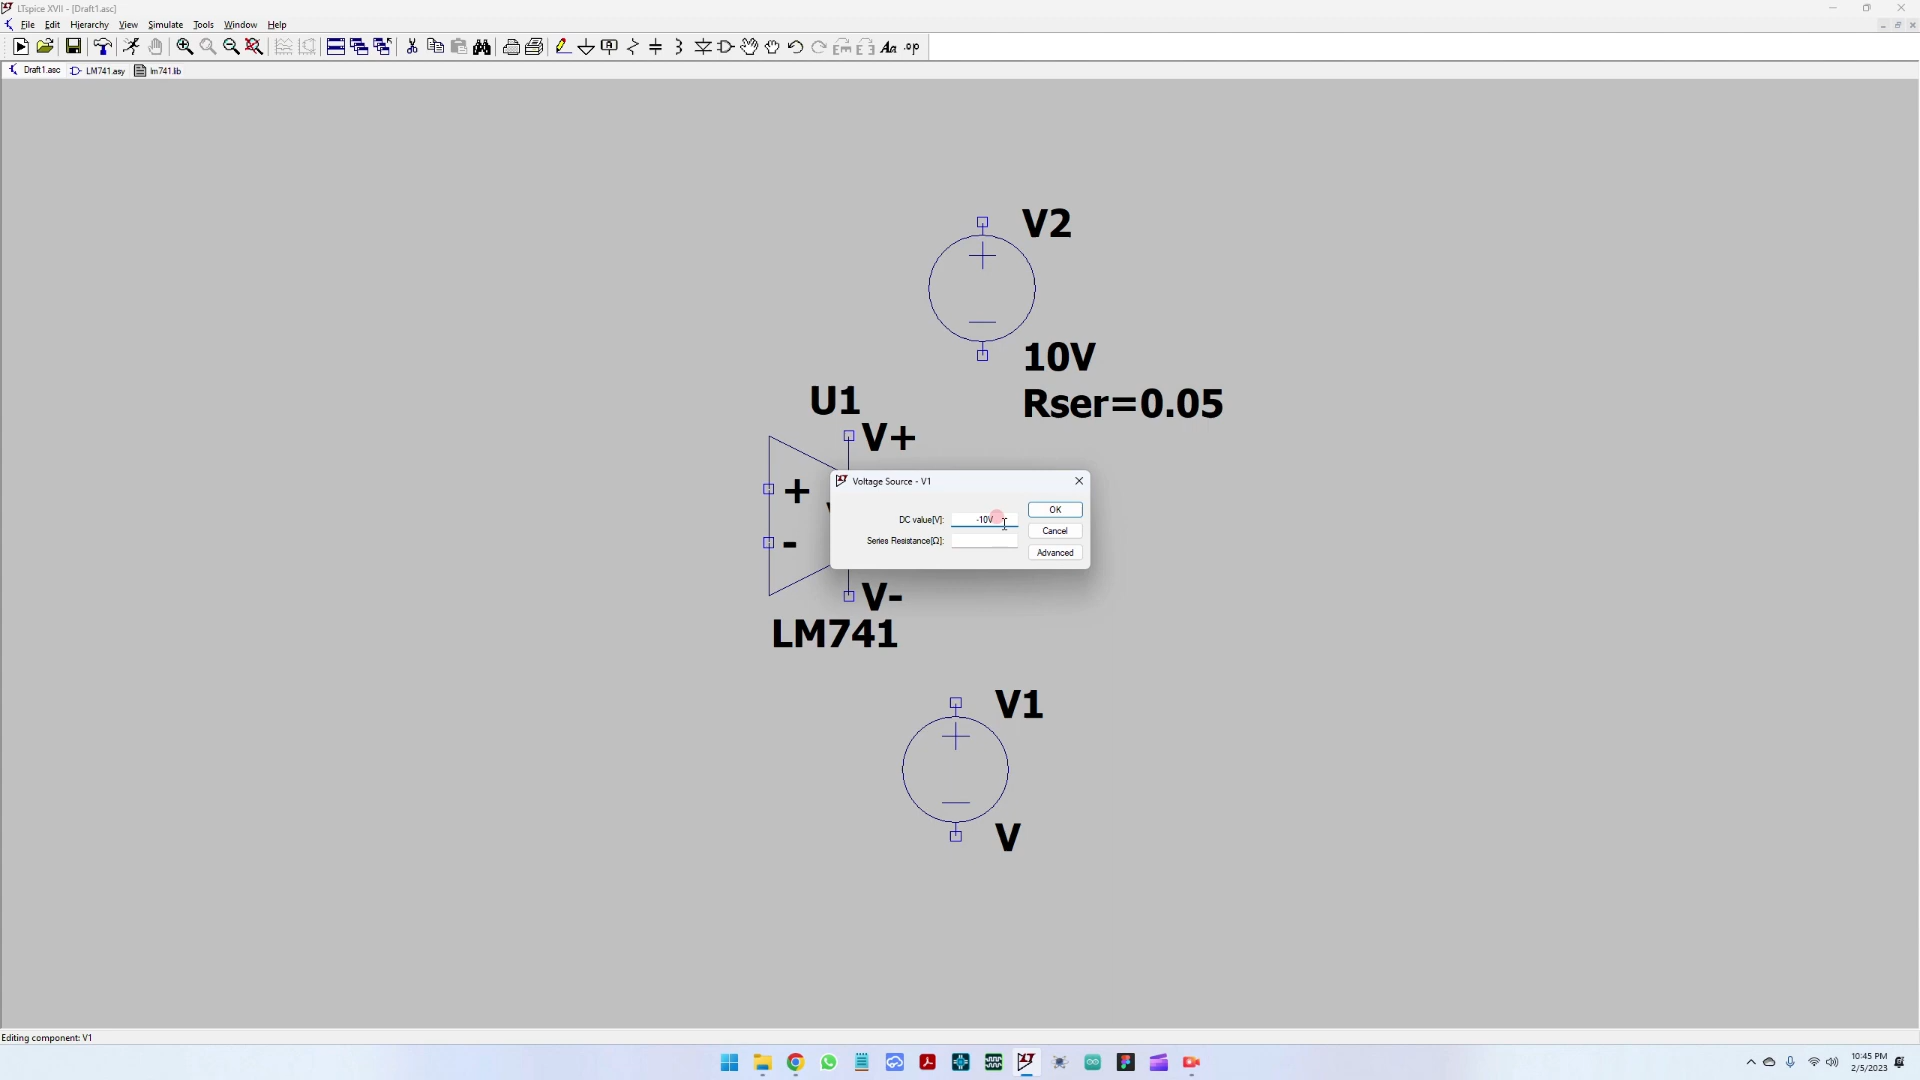 LTspice XVII - [Draft1.asc]
File Edit Hierarchy View Simulate Tools Window Help
Aa .op
Draft1.asc LM741.asy lm741.lib
V2
10V
Rser=0.05
U1
V+
+
-
V-
LM741
Voltage Source - V1
DC value[V]: -10V
Series Resistance[Ω]:
OK
Cancel
Advanced
V1
V
Editing component: V1
10:45 PM
2/5/2023